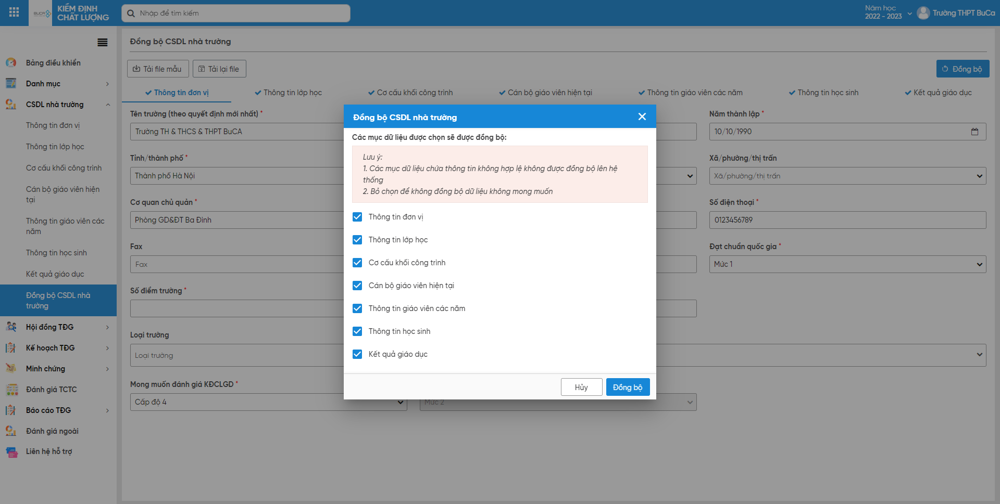 BUCA
KIỂM ĐỊNH
CHẤT LƯỢNG
Nhập để tìm kiếm
Năm học
2022 - 2023
Trường THPT BuCa
Bảng điều khiển
Danh mục
CSDL nhà trường
Thông tin đơn vị
Thông tin lớp học
Cơ cấu khối công trình
Cán bộ giáo viên hiện
tại
Thông tin giáo viên các
năm
Thông tin học sinh
Kết quả giáo dục
Đồng bộ CSDL nhà
trường
Hội đồng TĐG
Kế hoạch TĐG
Minh chứng
Đánh giá TCTC
Báo cáo TĐG
Đánh giá ngoài
Liên hệ hỗ trợ
Đồng bộ CSDL nhà trường
Tải file mẫu
Tải lại file
Đồng bộ
Thông tin đơn vị
Thông tin lớp học
Cơ cấu khối công trình
Cán bộ giáo viên hiện tại
Thông tin giáo viên các năm
Thông tin học sinh
Kết quả giáo dục
Tên trường (theo quyết định mới nhất) *
Trường TH & THCS & THPT BuCA
Năm thành lập *
10/10/1990
Tỉnh/thành phố *
Thành phố Hà Nội
Xã/phường/thị trấn
Xã/phường/thị trấn
Cơ quan chủ quản *
Phòng GD&ĐT Ba Đình
Số điện thoại *
0123456789
Fax
Fax
Đạt chuẩn quốc gia *
Mức 1
Số điểm trường *
Loại trường
Loại trường
Mong muốn đánh giá KĐCLGD *
Cấp độ 4
Mức 2
Đồng bộ CSDL nhà trường
Các mục dữ liệu được chọn sẽ được đồng bộ:
Lưu ý:
1. Các mục dữ liệu chứa thông tin không hợp lệ không được đồng bộ lên hệ
thống
2. Bỏ chọn để không đồng bộ dữ liệu không mong muốn
Thông tin đơn vị
Thông tin lớp học
Cơ cấu khối công trình
Cán bộ giáo viên hiện tại
Thông tin giáo viên các năm
Thông tin học sinh
Kết quả giáo dục
Hủy
Đồng bộ